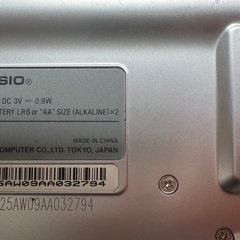 SIO®
DC 3V ⎓ 0.9W
TERY LR6 or "AA" SIZE (ALKALINE)×2
MADE IN CHINA
COMPUTER CO., LTD. TOKYO, JAPAN
5AW09AA032794
25AW09AA032794